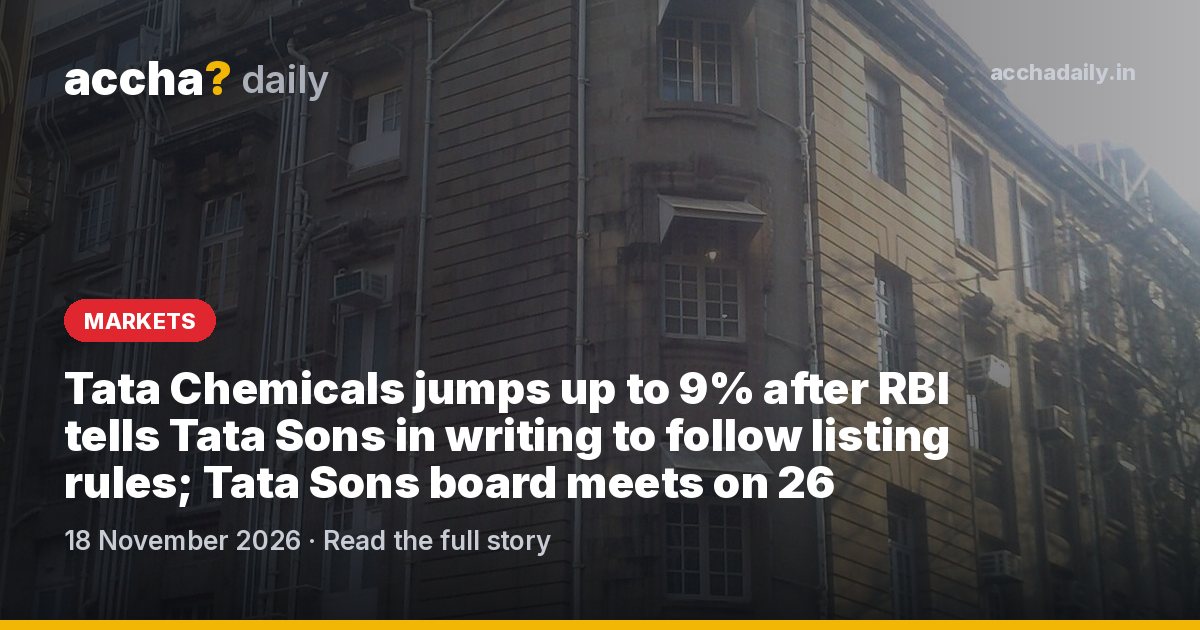 accha? daily
acchadaily.in
MARKETS
Tata Chemicals jumps up to 9% after RBI
tells Tata Sons in writing to follow listing
rules; Tata Sons board meets on 26
18 November 2026 · Read the full story